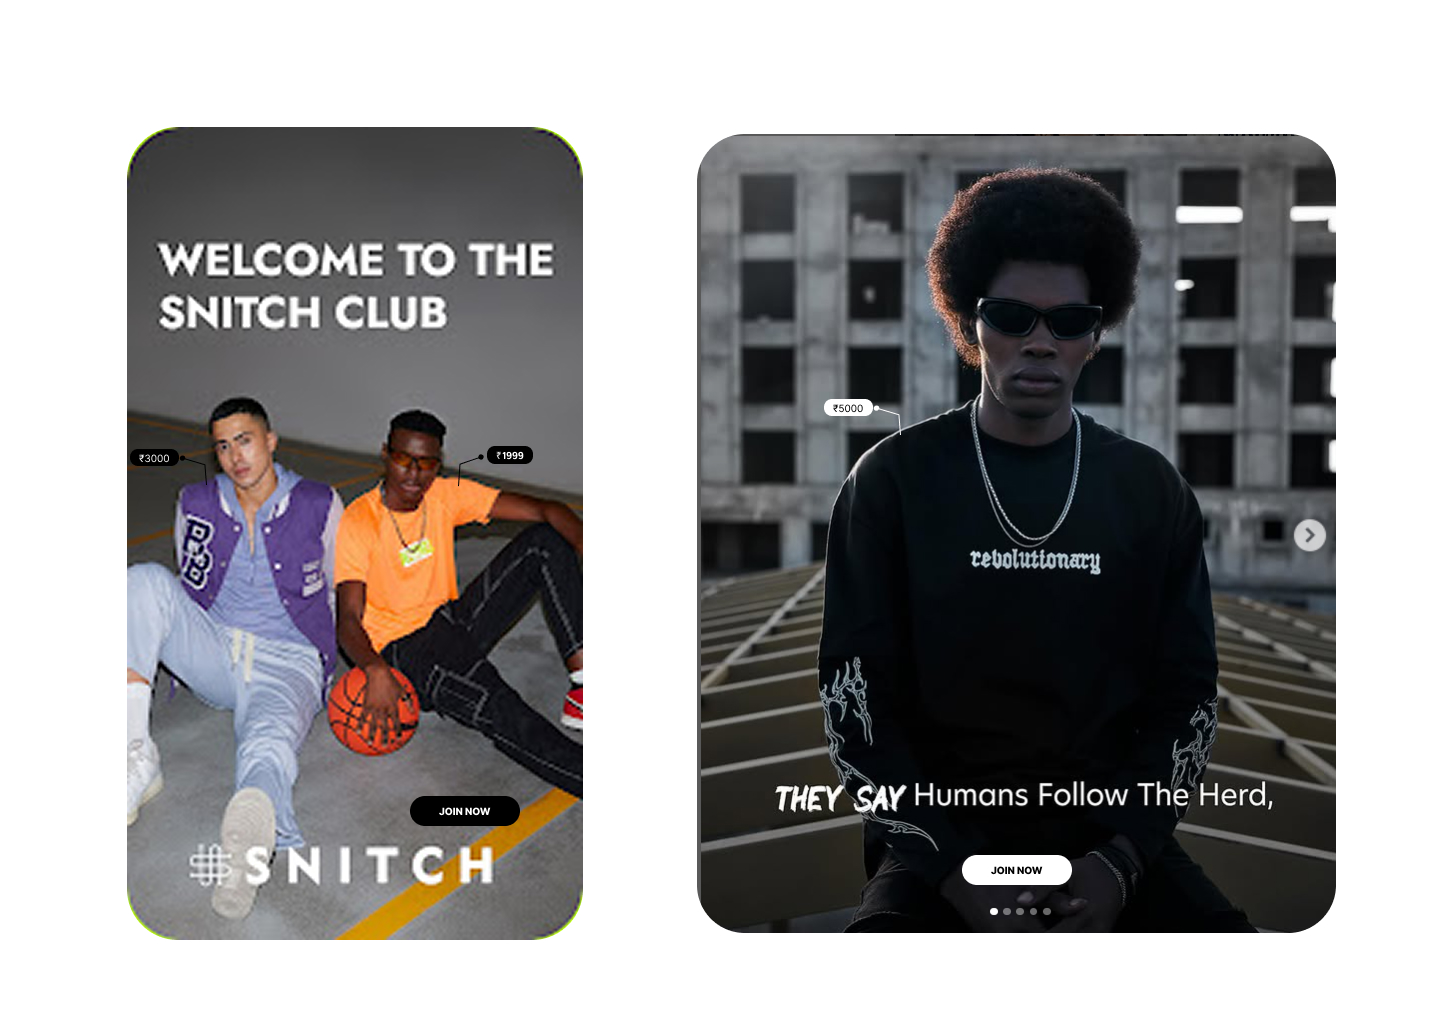 WELCOME TO THE
SNITCH CLUB
₹3000
₹1999
JOIN NOW
SNITCH
₹5000
revolutionary
THEY SAY Humans Follow The Herd,
JOIN NOW